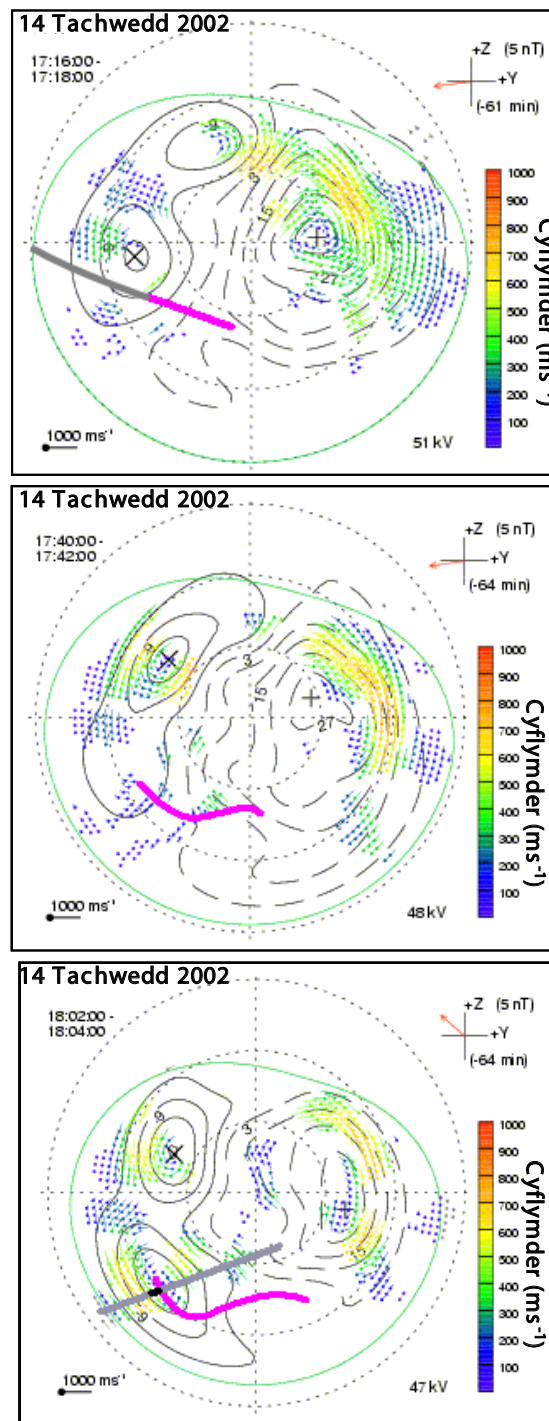 14 Tachwedd 2002
17:16:00 -
17:18:00
+Z (5 nT)
+Y
(-61 min)
9
3
15
9
27
1000
900
800
700
600
500
400
300
200
100
Cyflymder (ms⁻¹)
1000 ms⁻¹
51 kV
14 Tachwedd 2002
17:40:00 -
17:42:00
+Z (5 nT)
+Y
(-64 min)
9
3
15
27
1000
900
800
700
600
500
400
300
200
100
Cyflymder (ms⁻¹)
1000 ms⁻¹
48 kV
14 Tachwedd 2002
18:02:00 -
18:04:00
+Z (5 nT)
+Y
(-64 min)
9
3
15
9
1000
900
800
700
600
500
400
300
200
100
Cyflymder (ms⁻¹)
1000 ms⁻¹
47 kV